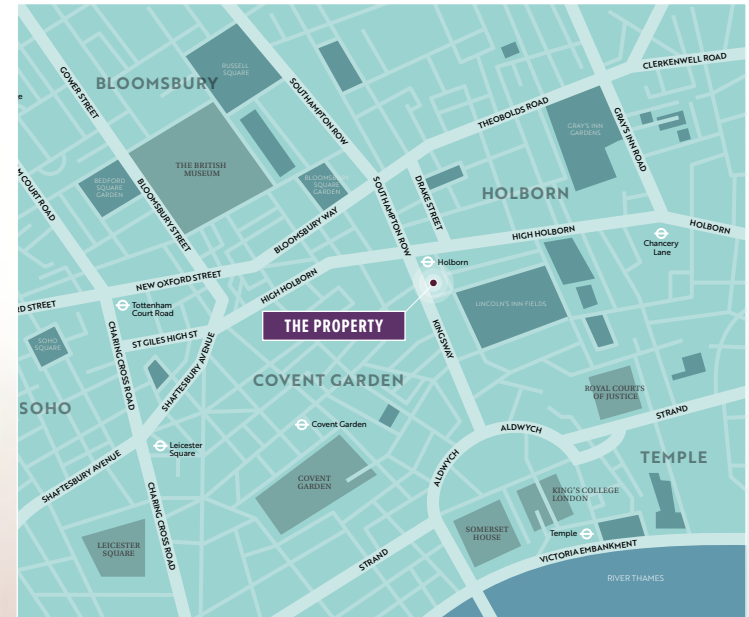 CLERKENWELL ROAD
RUSSELL
SQUARE
BLOOMSBURY
GOWER STREET
SOUTHAMPTON ROW
THEOBOLDS ROAD
GRAY'S INN
GARDENS
GRAY'S INN ROAD
e
THE BRITISH
MUSEUM
BEDFORD
SQUARE
GARDEN
BLOOMSBURY
SQUARE
GARDEN
M COURT ROAD
BLOOMSBURY STREET
SOUTHAMPTON ROW
DRAKE STREET
HOLBORN
BLOOMSBURY WAY
HIGH HOLBORN
HOLBORN
Chancery
Lane
Holborn
NEW OXFORD STREET
HIGH HOLBORN
RD STREET
Tottenham
Court Road
LINCOLN'S INN FIELDS
THE PROPERTY
KINGSWAY
ST GILES HIGH ST
SOHO
SQUARE
CHARING CROSS ROAD
SHAFTESBURY AVENUE
COVENT GARDEN
ROYAL COURTS
OF JUSTICE
SOHO
STRAND
Covent Garden
ALDWYCH
Leicester
Square
TEMPLE
SHAFTESBURY AVENUE
ALDWYCH
COVENT
GARDEN
KING'S COLLEGE
LONDON
CHARING CROSS ROAD
SOMERSET
HOUSE
Temple
LEICESTER
SQUARE
STRAND
VICTORIA EMBANKMENT
RIVER THAMES